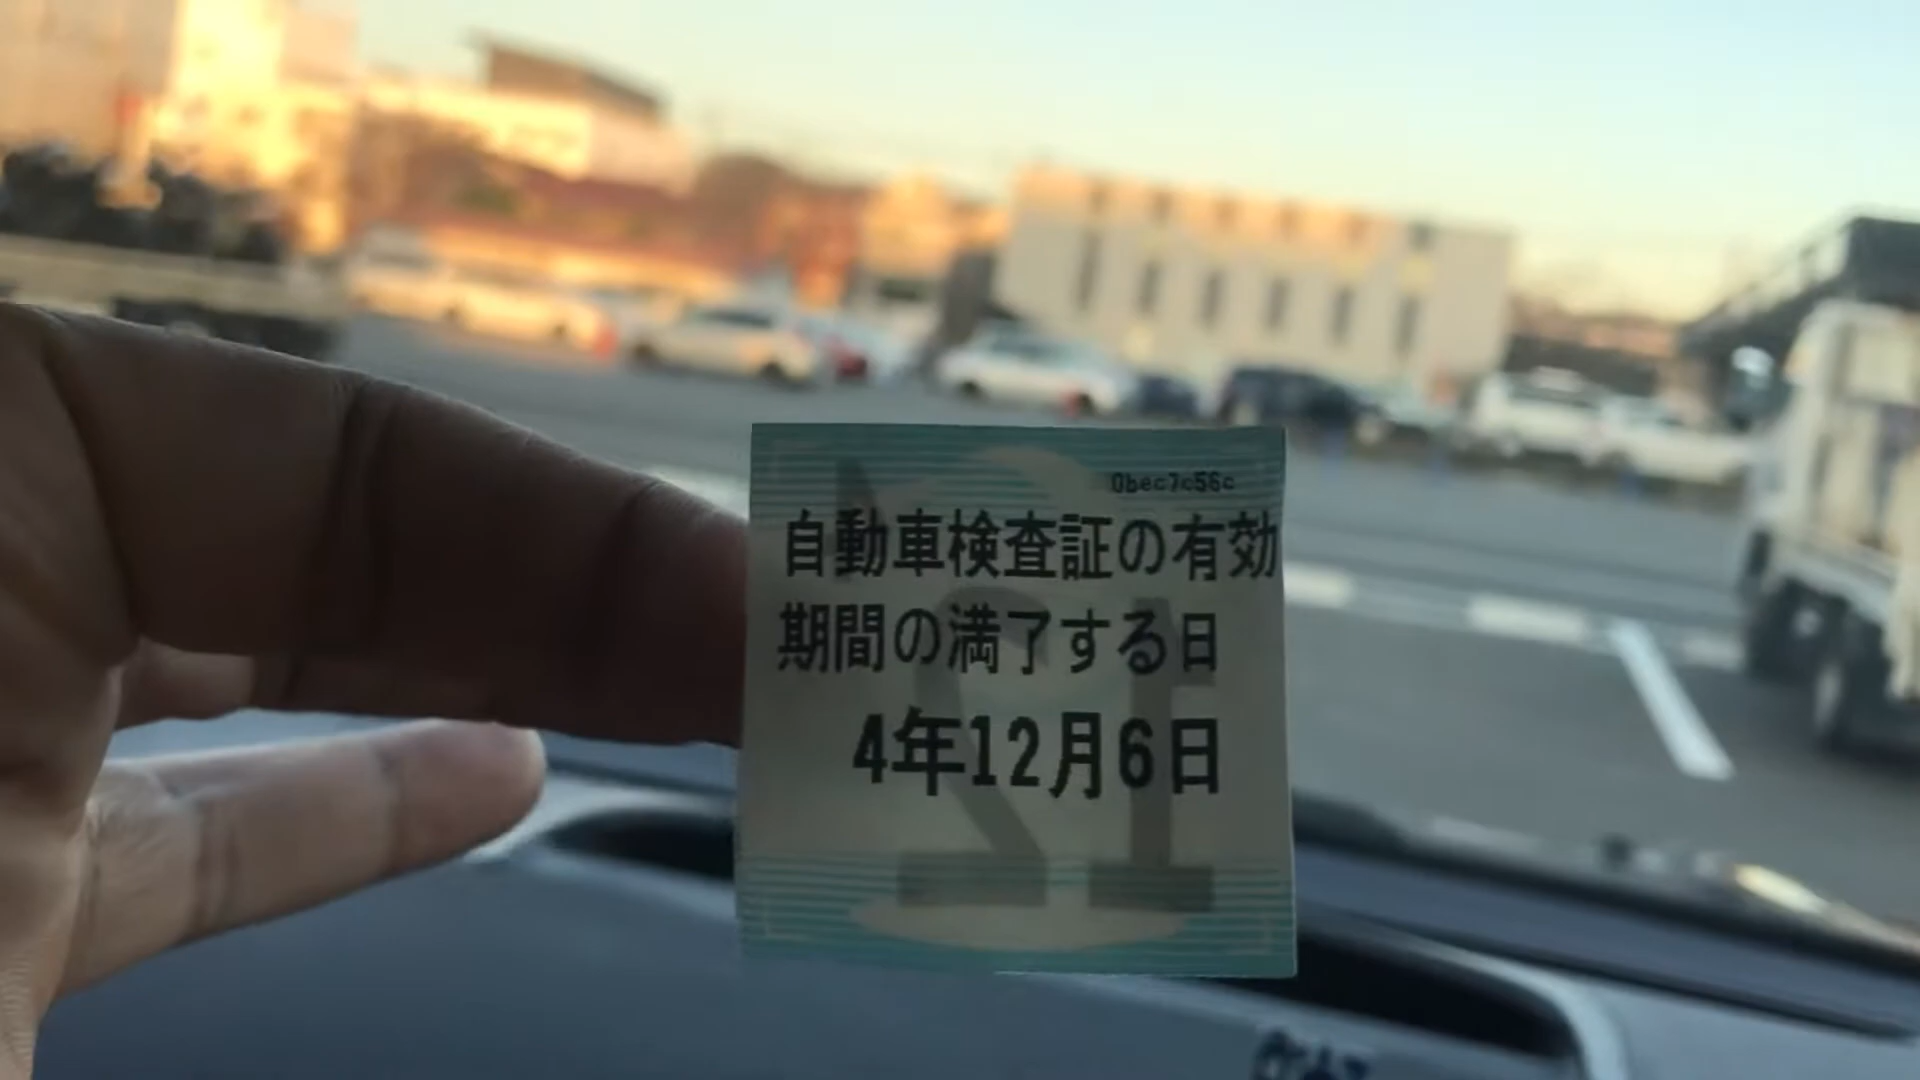 0bec7c56c
自動車検査証の有効
期間の満了する日
4年12月6日
12